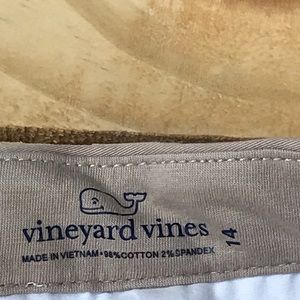 vineyard vines
MADE IN VIETNAM • 98% COTTON 2% SPANDEX
14